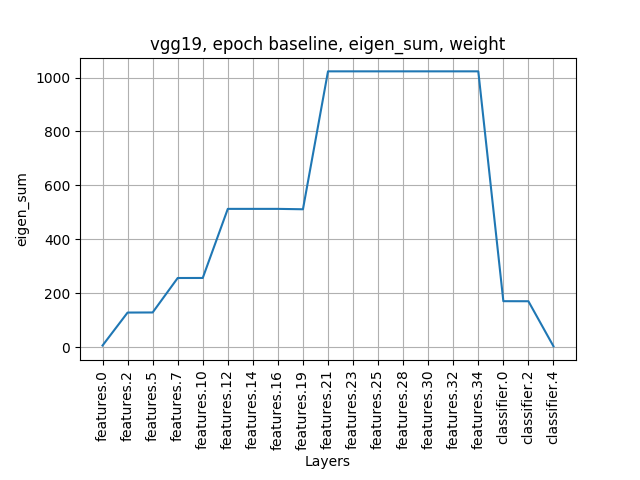 vgg19, epoch baseline, eigen_sum, weight
1000
800
600
400
200
0
eigen_sum
features.0
features.2
features.5
features.7
features.10
features.12
features.14
features.16
features.19
features.21
features.23
features.25
features.28
features.30
features.32
features.34
classifier.0
classifier.2
classifier.4
Layers